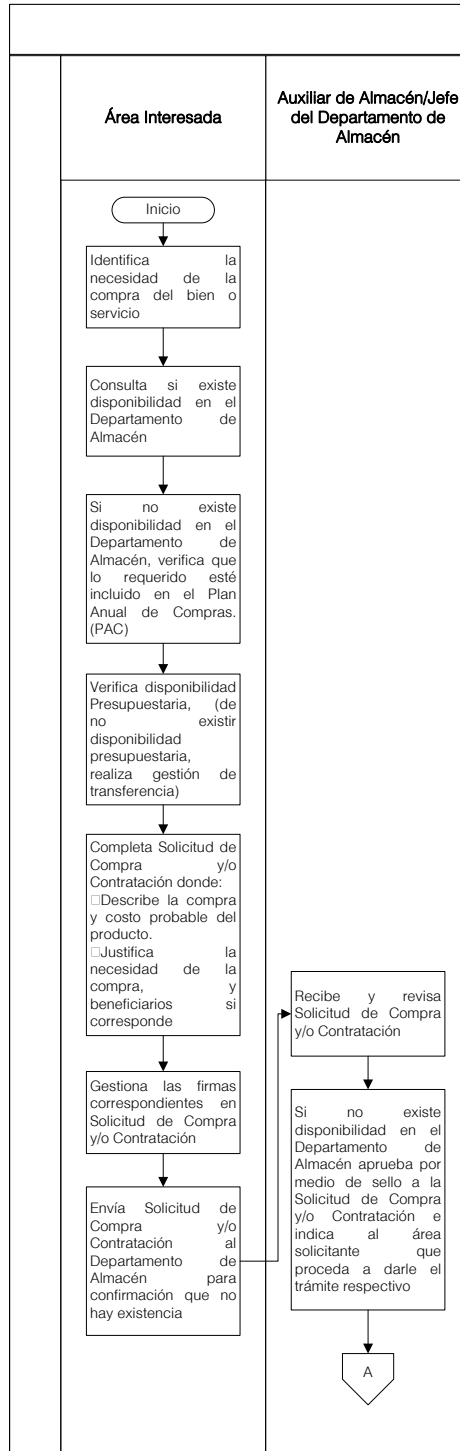 Área Interesada
Auxiliar de Almacén/Jefe
del Departamento de
Almacén
Inicio
Identifica la
necesidad de la
compra del bien o
servicio
Consulta si existe
disponibilidad en el
Departamento de
Almacén
Si no existe
disponibilidad en el
Departamento de
Almacén, verifica que
lo requerido esté
incluido en el Plan
Anual de Compras.
(PAC)
Verifica disponibilidad
Presupuestaria, (de
no existir
disponibilidad
presupuestaria,
realiza gestión de
transferencia)
Completa Solicitud de
Compra y/o
Contratación donde:
□Describe la compra
y costo probable del
producto.
□Justifica la
necesidad de la
compra, y
beneficiarios si
corresponde
Gestiona las firmas
correspondientes en
Solicitud de Compra
y/o Contratación
Envía Solicitud de
Compra y/o
Contratación al
Departamento de
Almacén para
confirmación que no
hay existencia
Recibe y revisa
Solicitud de Compra
y/o Contratación
Si no existe
disponibilidad en el
Departamento de
Almacén aprueba por
medio de sello a la
Solicitud de Compra
y/o Contratación e
indica al área
solicitante que
proceda a darle el
trámite respectivo
A